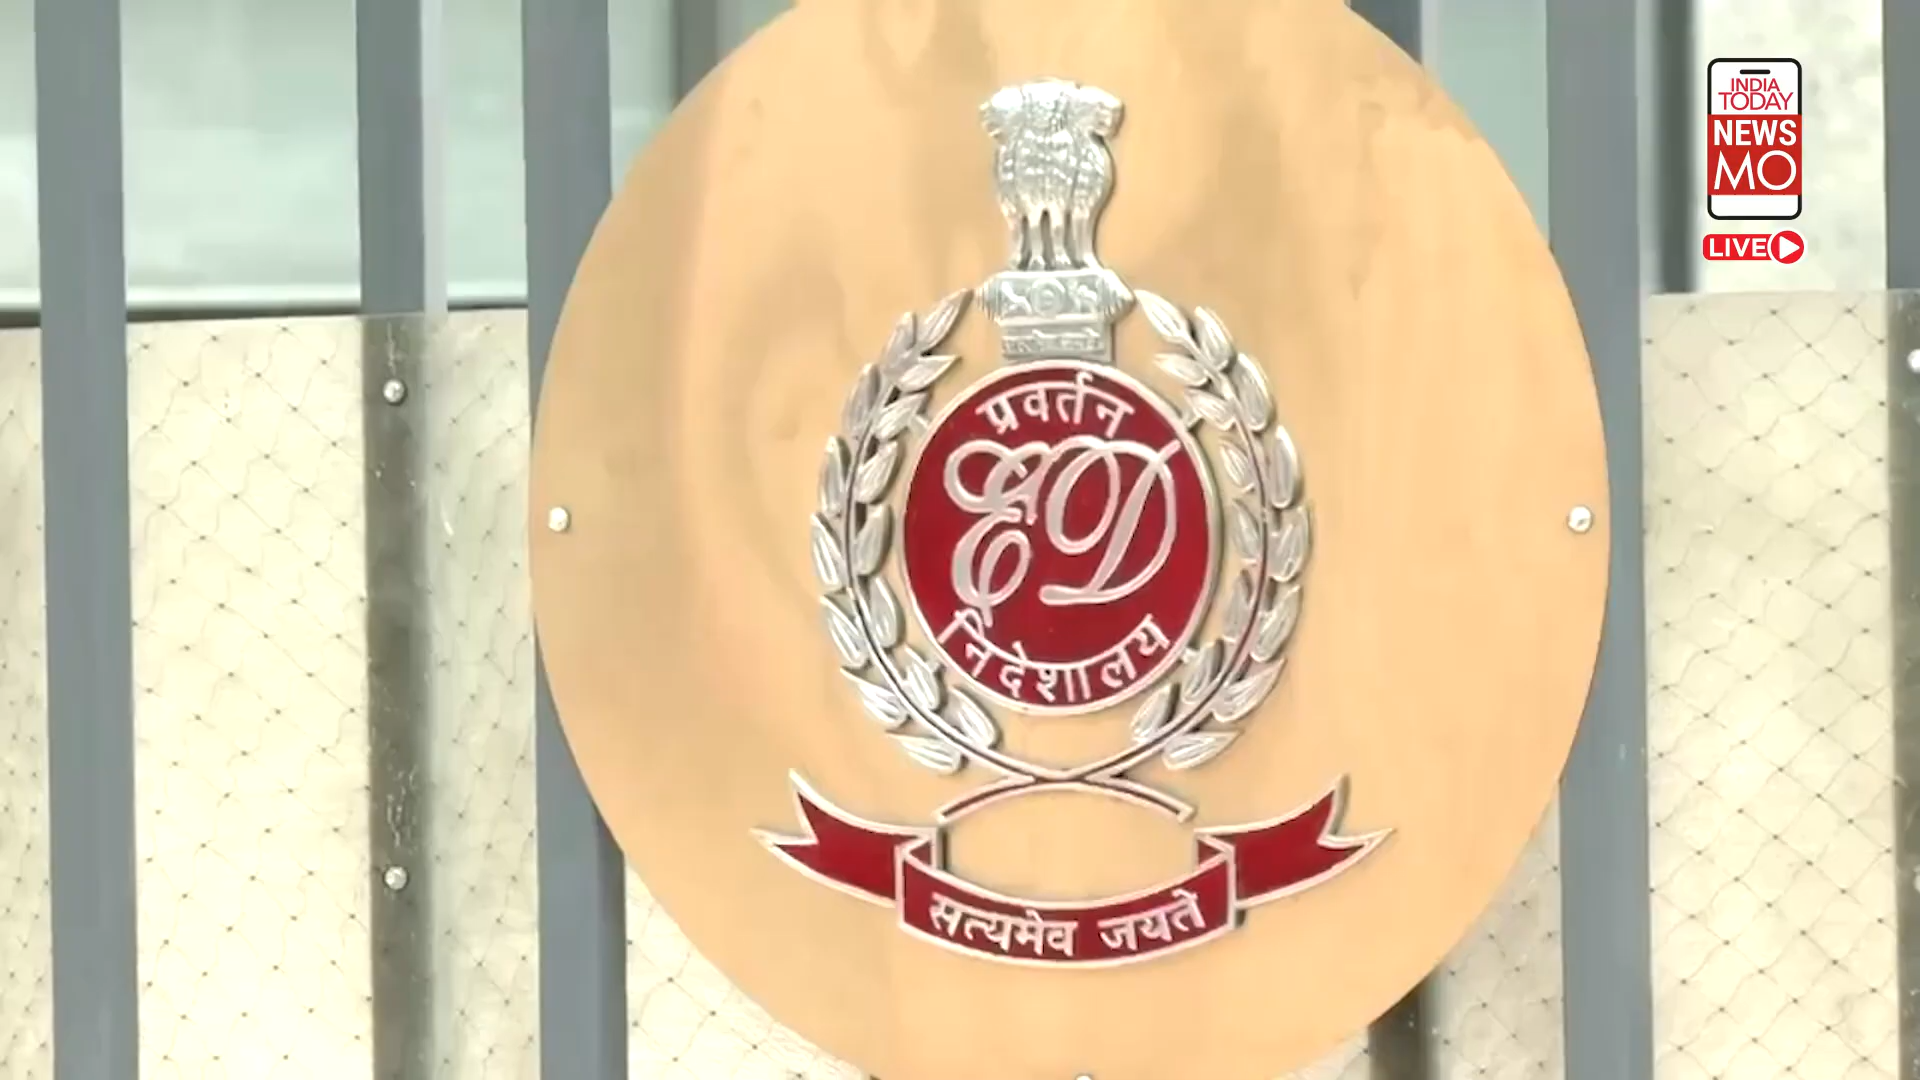 INDIA
TODAY
NEWS
MO
LIVE
प्रवर्तन
ED
निदेशालय
सत्यमेव जयते